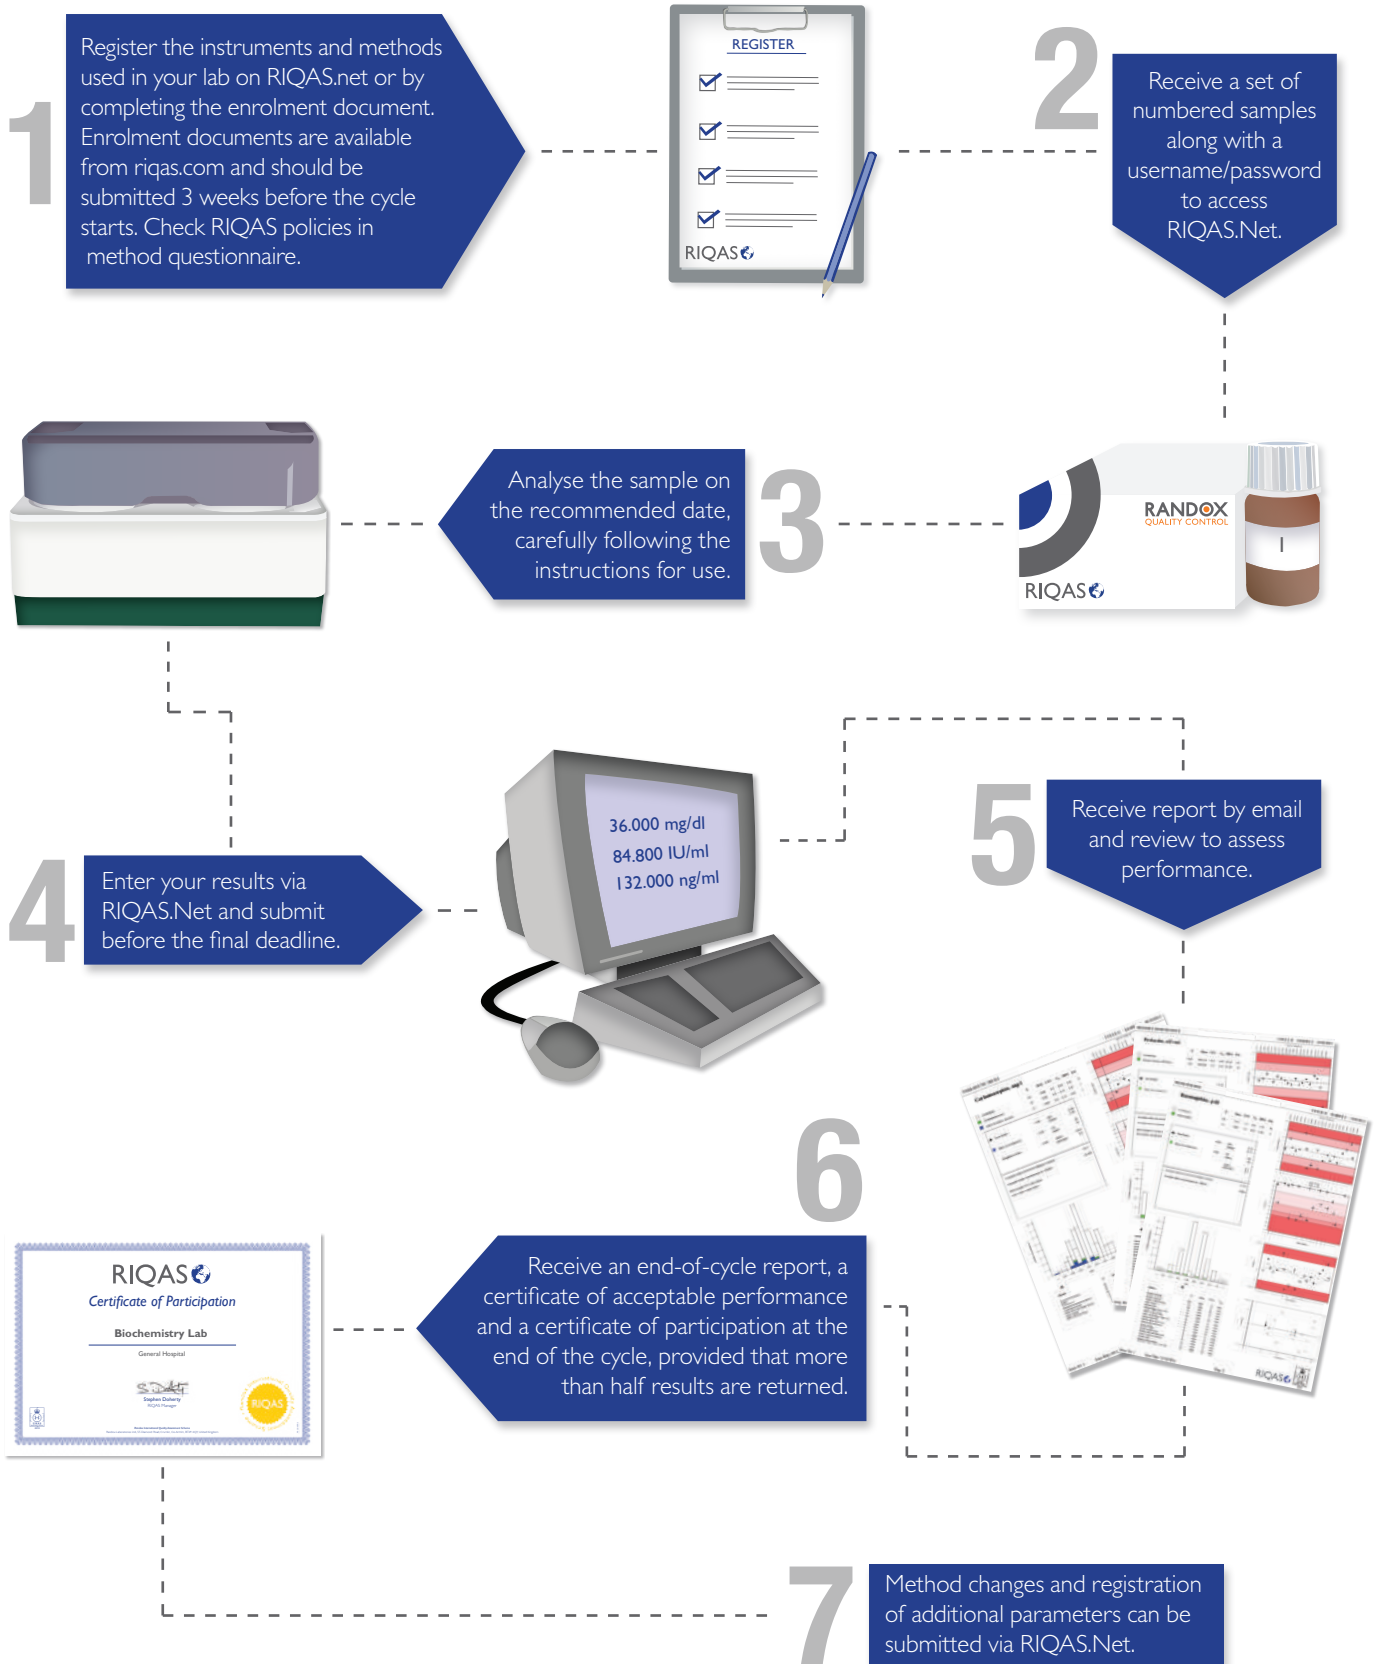 1
Register the instruments and methods
used in your lab on RIQAS.net or by
completing the enrolment document.
Enrolment documents are available
from riqas.com and should be
submitted 3 weeks before the cycle
starts. Check RIQAS policies in
method questionnaire.
REGISTER
RIQAS
2
Receive a set of
numbered samples
along with a
username/password
to access
RIQAS.Net.
3
Analyse the sample on
the recommended date,
carefully following the
instructions for use.
RANDOX
QUALITY CONTROL
RIQAS
I
4
Enter your results via
RIQAS.Net and submit
before the final deadline.
36.000 mg/dl
84.800 IU/ml
132.000 ng/ml
5
Receive report by email
and review to assess
performance.
RIQAS
6
Receive an end-of-cycle report, a
certificate of acceptable performance
and a certificate of participation at the
end of the cycle, provided that more
than half results are returned.
RIQAS
Certificate of Participation
Biochemistry Lab
General Hospital
Stephen Doherty
RIQAS Manager
RIQAS
7
Method changes and registration
of additional parameters can be
submitted via RIQAS.Net.